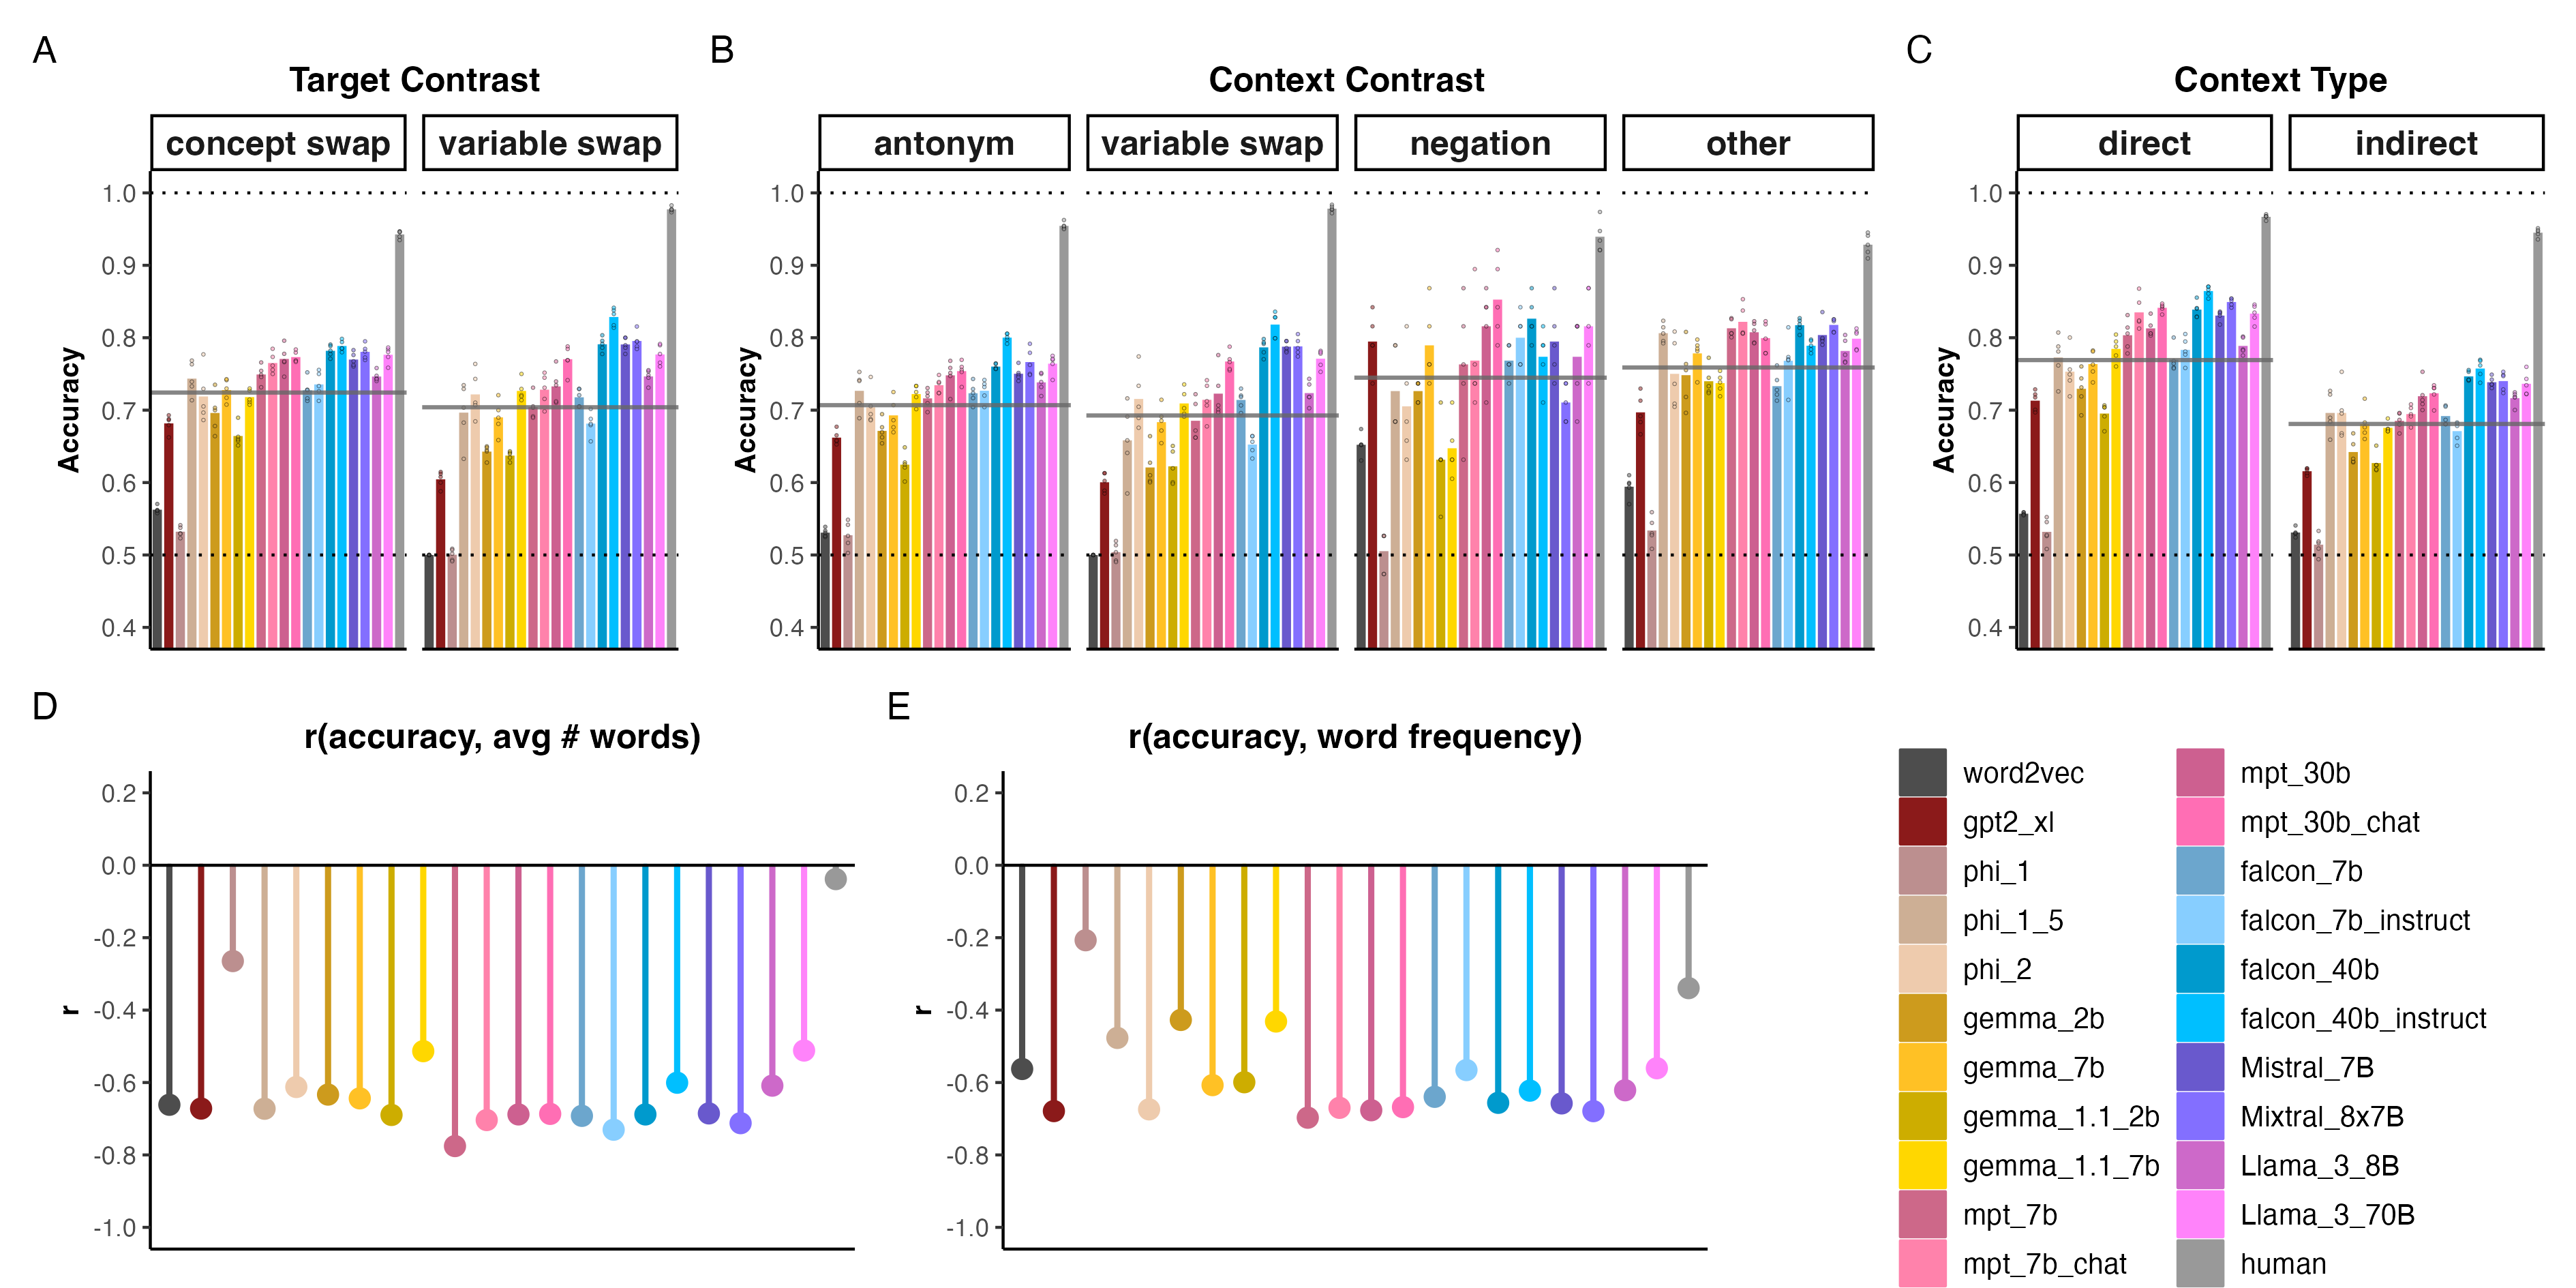 A
B
C
Target Contrast
Context Contrast
Context Type
concept swap
variable swap
antonym
variable swap
negation
other
direct
indirect
Accuracy
1.0
0.9
0.8
0.7
0.6
0.5
0.4
Accuracy
1.0
0.9
0.8
0.7
0.6
0.5
0.4
Accuracy
1.0
0.9
0.8
0.7
0.6
0.5
0.4
D
r(accuracy, avg # words)
r
0.2
0.0
-0.2
-0.4
-0.6
-0.8
-1.0
E
r(accuracy, word frequency)
r
0.2
0.0
-0.2
-0.4
-0.6
-0.8
-1.0
word2vec
gpt2_xl
phi_1
phi_1_5
phi_2
gemma_2b
gemma_7b
gemma_1.1_2b
gemma_1.1_7b
mpt_7b
mpt_7b_chat
mpt_30b
mpt_30b_chat
falcon_7b
falcon_7b_instruct
falcon_40b
falcon_40b_instruct
Mistral_7B
Mixtral_8x7B
Llama_3_8B
Llama_3_70B
human